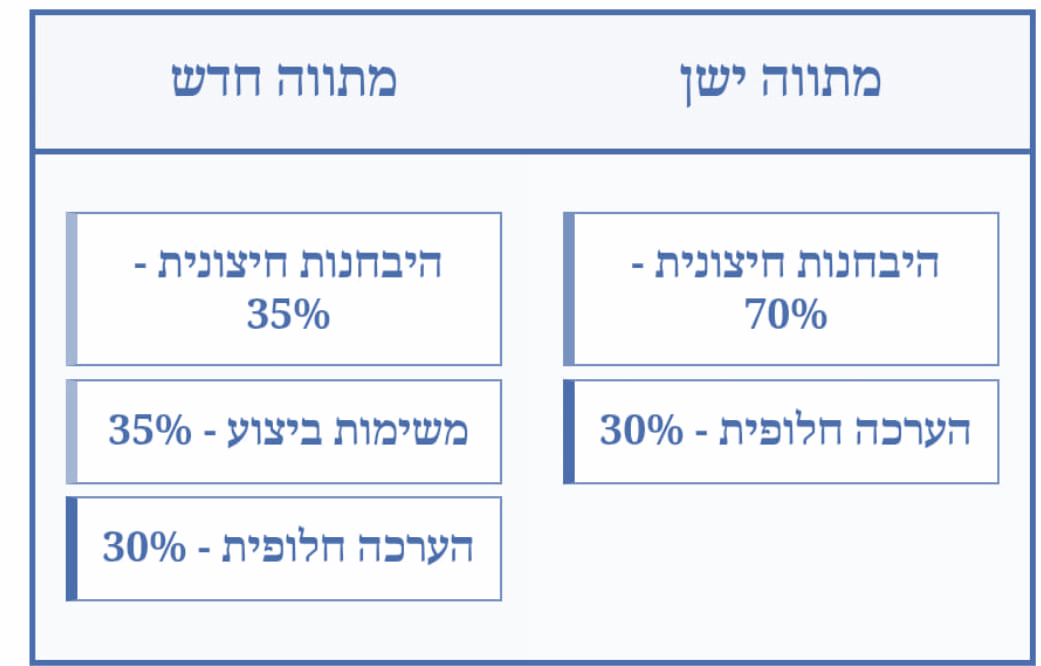 מתווה ישן
מתווה חדש
היבחנות חיצונית -
70%
הערכה חלופית - 30%
היבחנות חיצונית -
35%
משימות ביצוע - 35%
הערכה חלופית - 30%